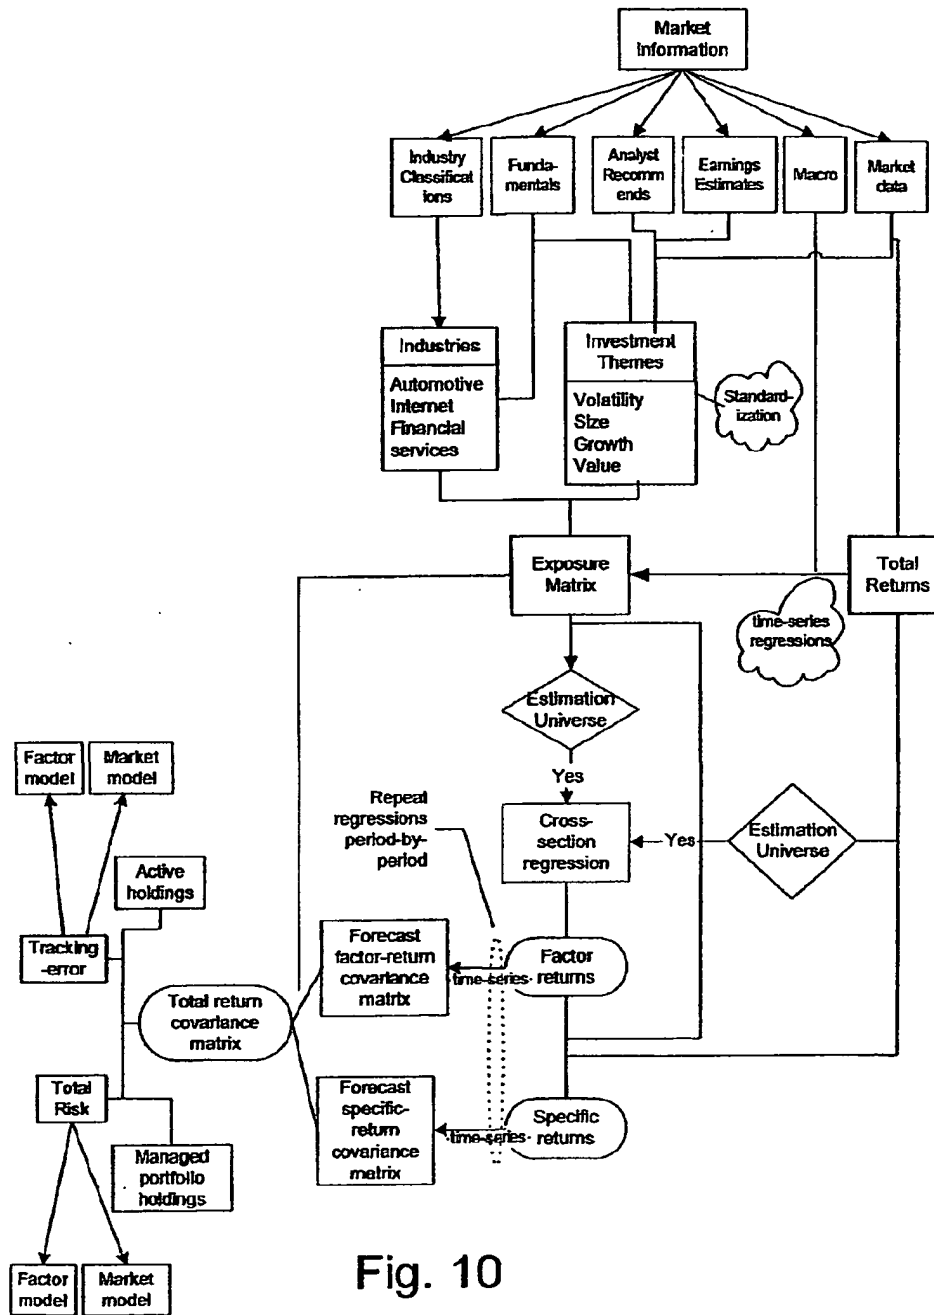 Market
Information
Industry
Classificat
ions
Funda-
mentals
Analyst
Recomm
ends
Earnings
Estimates
Macro
Market
data
Industries
Automotive
Internet
Financial
services
Investment
Themes
Volatility
Size
Growth
Value
Standard-
ization
Exposure
Matrix
Total
Returns
time-series
regressions
Estimation
Universe
Yes
Factor
model
Market
model
Repeat
regressions
period-by-
period
Cross-
section
regression
Yes
Estimation
Universe
Active
holdings
Tracking
-error
Forecast
factor-return
covariance
matrix
time-series
Factor
returns
Total return
covariance
matrix
Total
Risk
Forecast
specific-
return
covariance
matrix
time-series
Specific
returns
Managed
portfolio
holdings
Factor
model
Market
model
Fig. 10